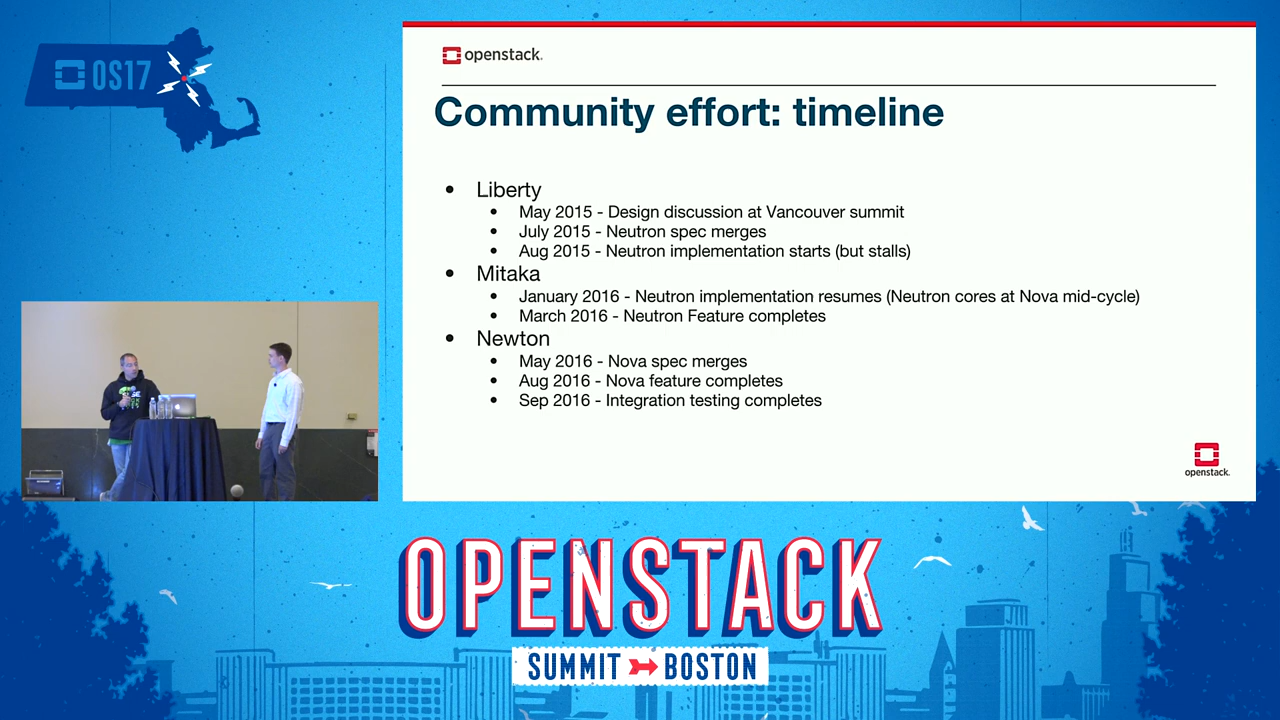 OS17
openstack.
Community effort: timeline
• Liberty
• May 2015 - Design discussion at Vancouver summit
• July 2015 - Neutron spec merges
• Aug 2015 - Neutron implementation starts (but stalls)
• Mitaka
• January 2016 - Neutron implementation resumes (Neutron cores at Nova mid-cycle)
• March 2016 - Neutron Feature completes
• Newton
• May 2016 - Nova spec merges
• Aug 2016 - Nova feature completes
• Sep 2016 - Integration testing completes
openstack.
OPENSTACK
SUMMIT BOSTON